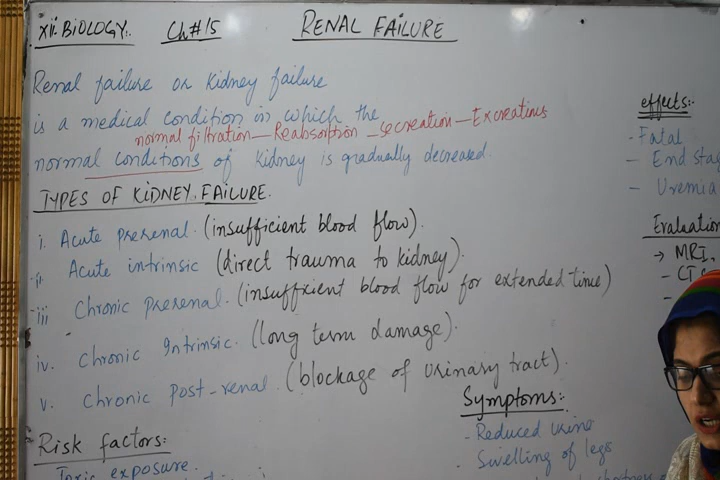 XII. BIOLOGY. Ch# 15 RENAL FAILURE
Renal failure or Kidney failure
is a medical condition in which the
normal filtration — Reabsorption — secreation — Excreations
normal conditions of kidney is gradually decreased.
TYPES OF KIDNEY FAILURE.
i. Acute prerenal. (insufficient blood flow).
ii. Acute intrinsic (direct trauma to kidney).
iii Chronic prerenal. (insuffient blood flow for extended time)
iv. Chronic Intrinsic. (long term damage).
v. Chronic Post-renal. (blockage of urinary tract).
Risk factors:
Toxic exposure.
Symptoms:-
- Reduced urine
- Swelling of legs
effects:-
- Fatal
- End sta
- Uremia
Evaluation
→ MRI,
- CT